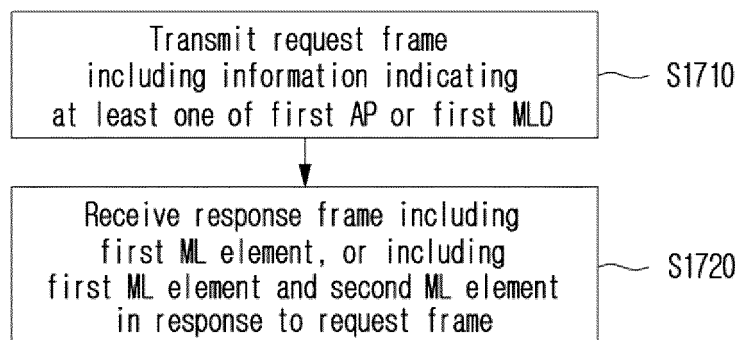 Transmit request frame
including information indicating
at least one of first AP or first MLD
S1710
Receive response frame including
first ML element, or including
first ML element and second ML element
in response to request frame
S1720